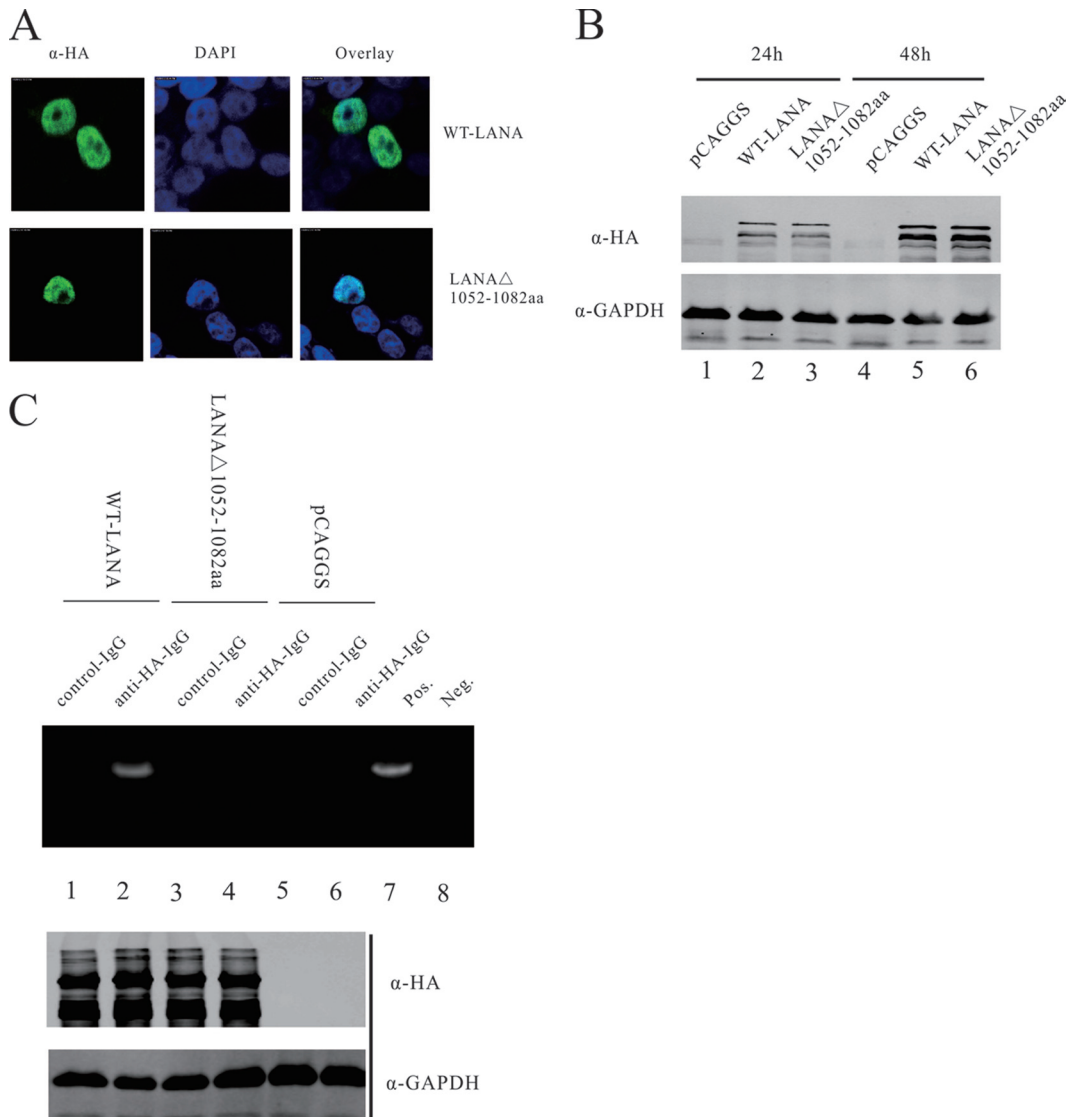 A
α-HA
DAPI
Overlay
WT-LANA
LANA△
1052-1082aa
B
24h
48h
pCAGGS
WT-LANA
LANA△
1052-1082aa
pCAGGS
WT-LANA
LANA△
1052-1082aa
α-HA
α-GAPDH
1 2 3 4 5 6
C
WT-LANA
LANA△1052-1082aa
pCAGGS
control-IgG
anti-HA-IgG
control-IgG
anti-HA-IgG
control-IgG
anti-HA-IgG
Pos.
Neg.
1 2 3 4 5 6 7 8
α-HA
α-GAPDH